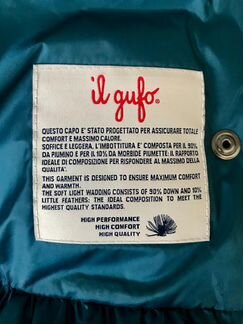 il gufo®
QUESTO CAPO E' STATO PROGETTATO PER ASSICURARE TOTALE
COMFORT E MASSIMO CALORE.
SOFFICE E LEGGERA, L'IMBOTTITURA E' COMPOSTA PER IL 90%
DA PIUMINO E PER IL 10% DA MORBIDE PIUMETTE: IL RAPPORTO
IDEALE DI COMPOSIZIONE PER RISPONDERE AL MASSIMO DELLA
QUALITA'.
THIS GARMENT IS DESIGNED TO ENSURE MAXIMUM COMFORT
AND WARMTH.
THE SOFT LIGHT WADDING CONSISTS OF 90% DOWN AND 10%
LITTLE FEATHERS: THE IDEAL COMPOSITION TO MEET THE
HIGHEST QUALITY STANDARDS.
HIGH PERFORMANCE
HIGH COMFORT
HIGH QUALITY